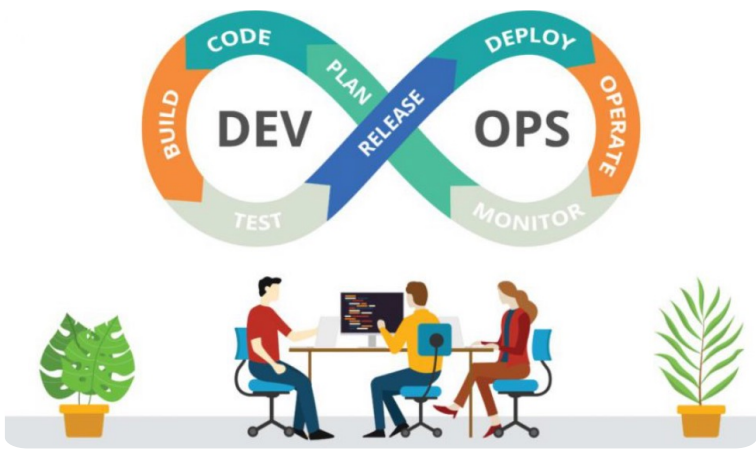 CODE
DEPLOY
PLAN
BUILD
DEV
RELEASE
OPS
OPERATE
TEST
MONITOR